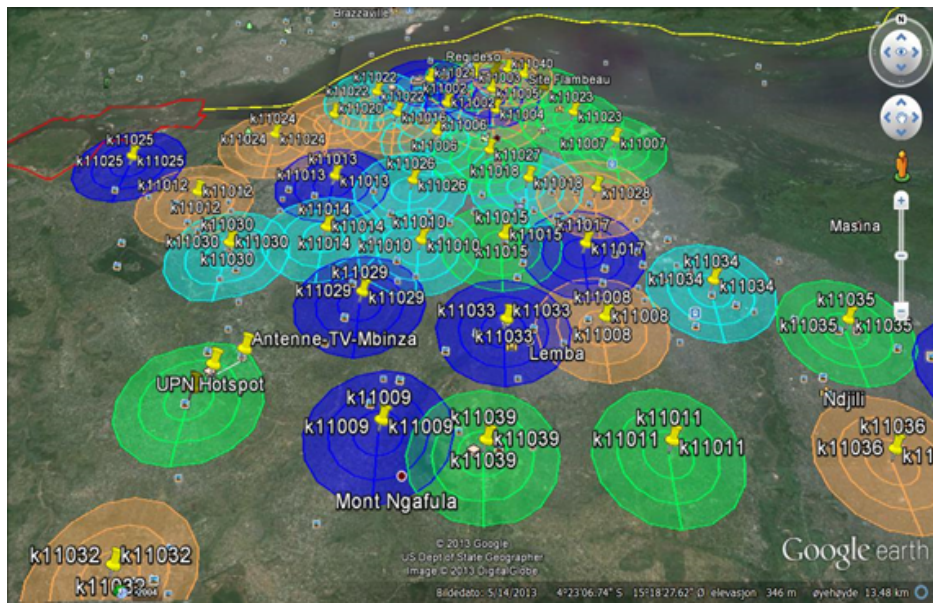 Brazzaville
N
Regideso
k11040
k11021
k11003
Site Flambeau
k11022
k11022
k11022
k11002
k11002
k11005
k11023
k11023
k11020
k11016
k11004
k11024
k11024
k11024
k11006
k11006
k11007
k11007
k11025
k11025
k11025
k11027
k11013
k11013
k11013
k11026
k11026
k11018
k11018
k11012
k11012
k11012
k11028
k11014
k11014
k11014
k11015
k11015
k11015
k11030
k11030
k11030
k11010
k11010
k11010
k11017
k11017
Masina
k11029
k11029
k11029
k11034
k11034
k11034
k11033
k11033
k11033
k11008
k11008
k11008
k11035
k11035
k11035
Antenne-TV-Mbinza
Lemba
UPN Hotspot
k11009
k11009
k11009
Ndjili
k11039
k11039
k11039
k11011
k11011
k11011
k11036
k11036
Mont Ngafula
k11032
k11032
k11032
2004
© 2013 Google
US Dept of State Geographer
Image © 2013 DigitalGlobe
Google earth
Bildedato: 5/14/2013 4°23'06.74" S 15°18'27.62" Ø elevasjon 346 m øyehøyde 13.48 km